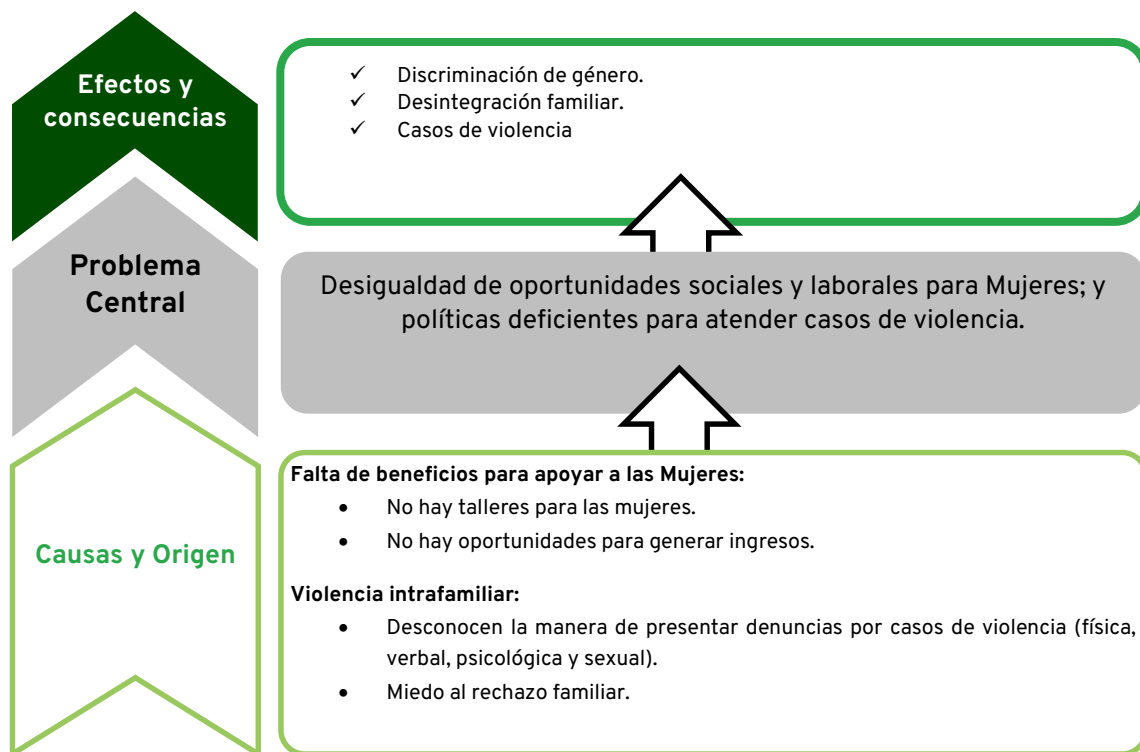 Efectos y
consecuencias
✓ Discriminación de género.
✓ Desintegración familiar.
✓ Casos de violencia
Problema
Central
Desigualdad de oportunidades sociales y laborales para Mujeres; y
políticas deficientes para atender casos de violencia.
Causas y Origen
Falta de beneficios para apoyar a las Mujeres:
• No hay talleres para las mujeres.
• No hay oportunidades para generar ingresos.
Violencia intrafamiliar:
• Desconocen la manera de presentar denuncias por casos de violencia (física,
verbal, psicológica y sexual).
• Miedo al rechazo familiar.